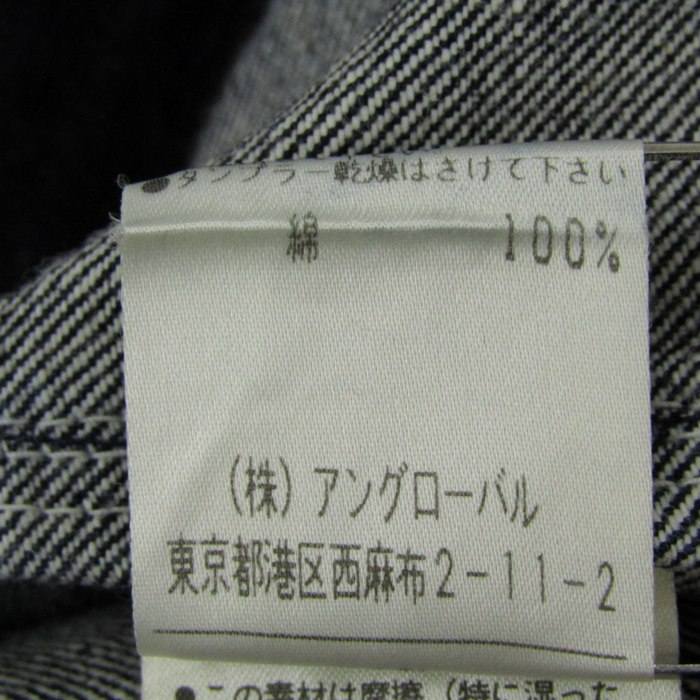 ●タンブラー乾燥はさけて下さい
綿 100%
(株)アングローバル
東京都港区西麻布2-11-2
●この素材は摩擦(特に湿った